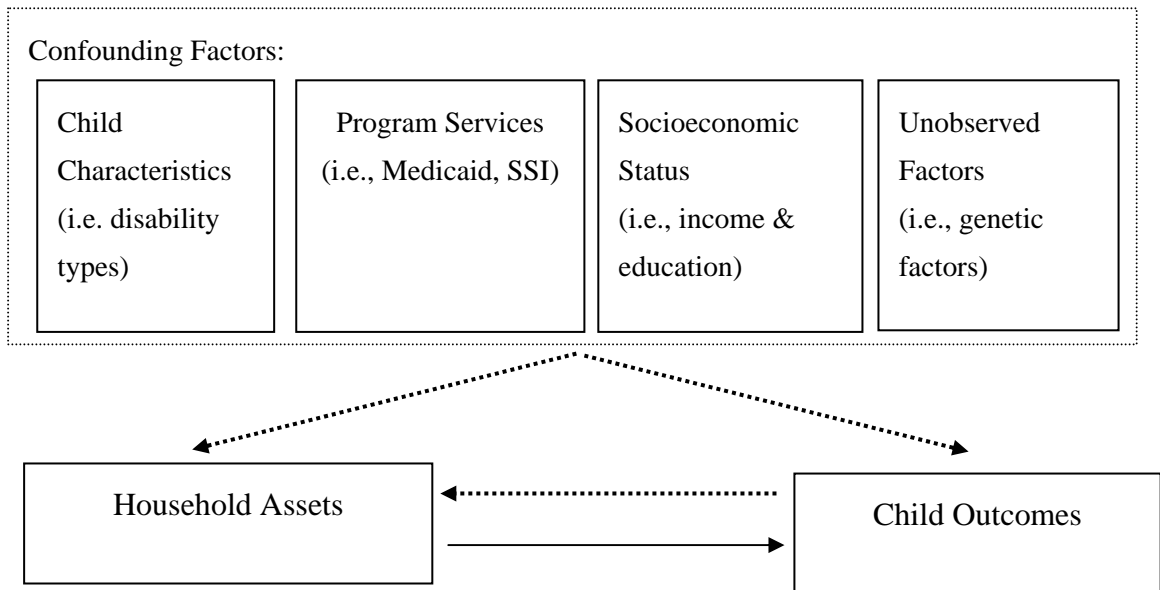 Confounding Factors:
Child
Characteristics
(i.e. disability
types)
Program Services
(i.e., Medicaid, SSI)
Socioeconomic
Status
(i.e., income &
education)
Unobserved
Factors
(i.e., genetic
factors)
Household Assets
Child Outcomes